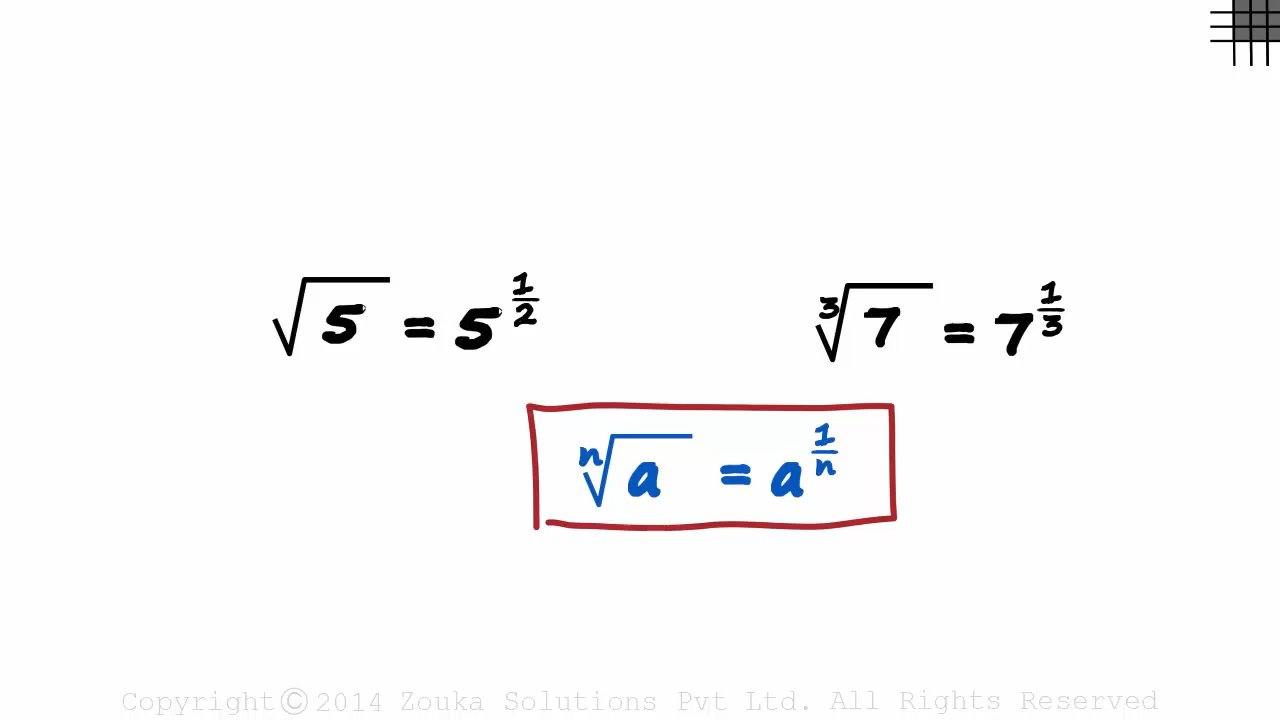 √5 = 5^(1/2)
∛7 = 7^(1/3)
ⁿ√a = a^(1/n)
Copyright©2014 Zouka Solutions Pvt Ltd. All Rights Reserved